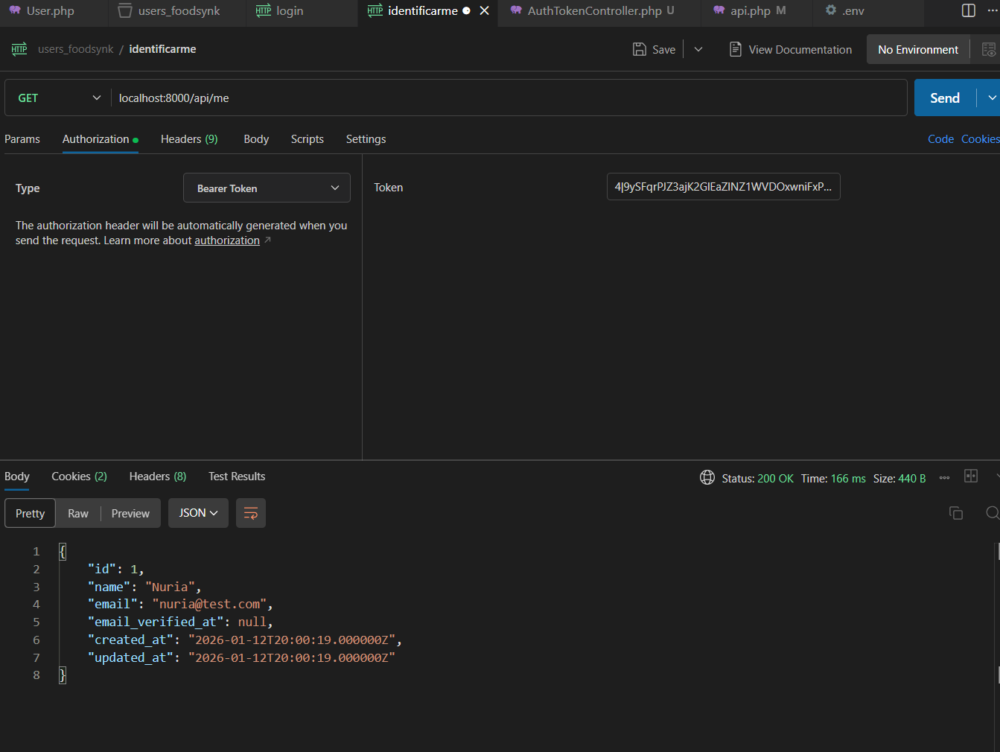 User.php users_foodsynk HTTP login HTTP identificarme AuthTokenController.php U api.php M .env
HTTP users_foodsynk / identificarme Save View Documentation No Environment
GET localhost:8000/api/me Send
Params Authorization Headers (9) Body Scripts Settings Code Cookies
Type Bearer Token Token 4|9ySFqrPJZ3ajK2GlEaZlNZ1WVDOxwniFxP...
The authorization header will be automatically generated when you
send the request. Learn more about authorization
Body Cookies (2) Headers (8) Test Results Status: 200 OK Time: 166 ms Size: 440 B
Pretty Raw Preview JSON
1 {
2 "id": 1,
3 "name": "Nuria",
4 "email": "nuria@test.com",
5 "email_verified_at": null,
6 "created_at": "2026-01-12T20:00:19.000000Z",
7 "updated_at": "2026-01-12T20:00:19.000000Z"
8 }